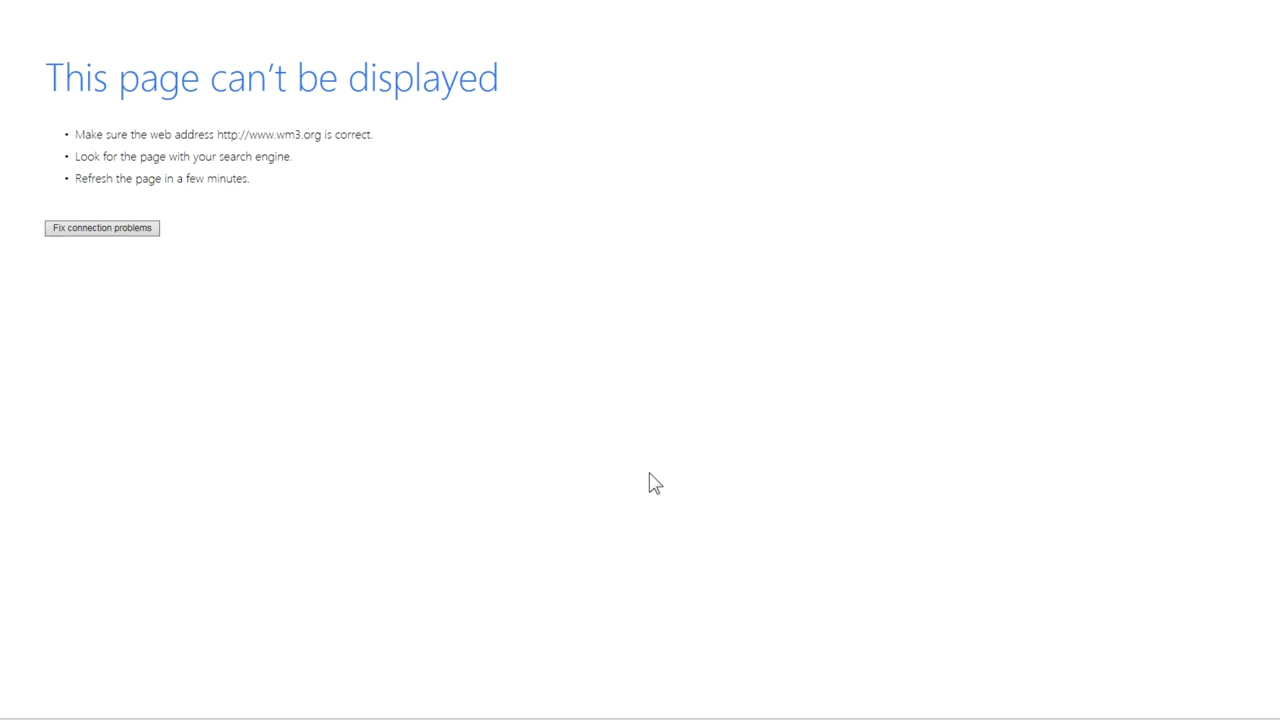 This page can't be displayed
• Make sure the web address http://www.wm3.org is correct.
• Look for the page with your search engine.
• Refresh the page in a few minutes.
Fix connection problems